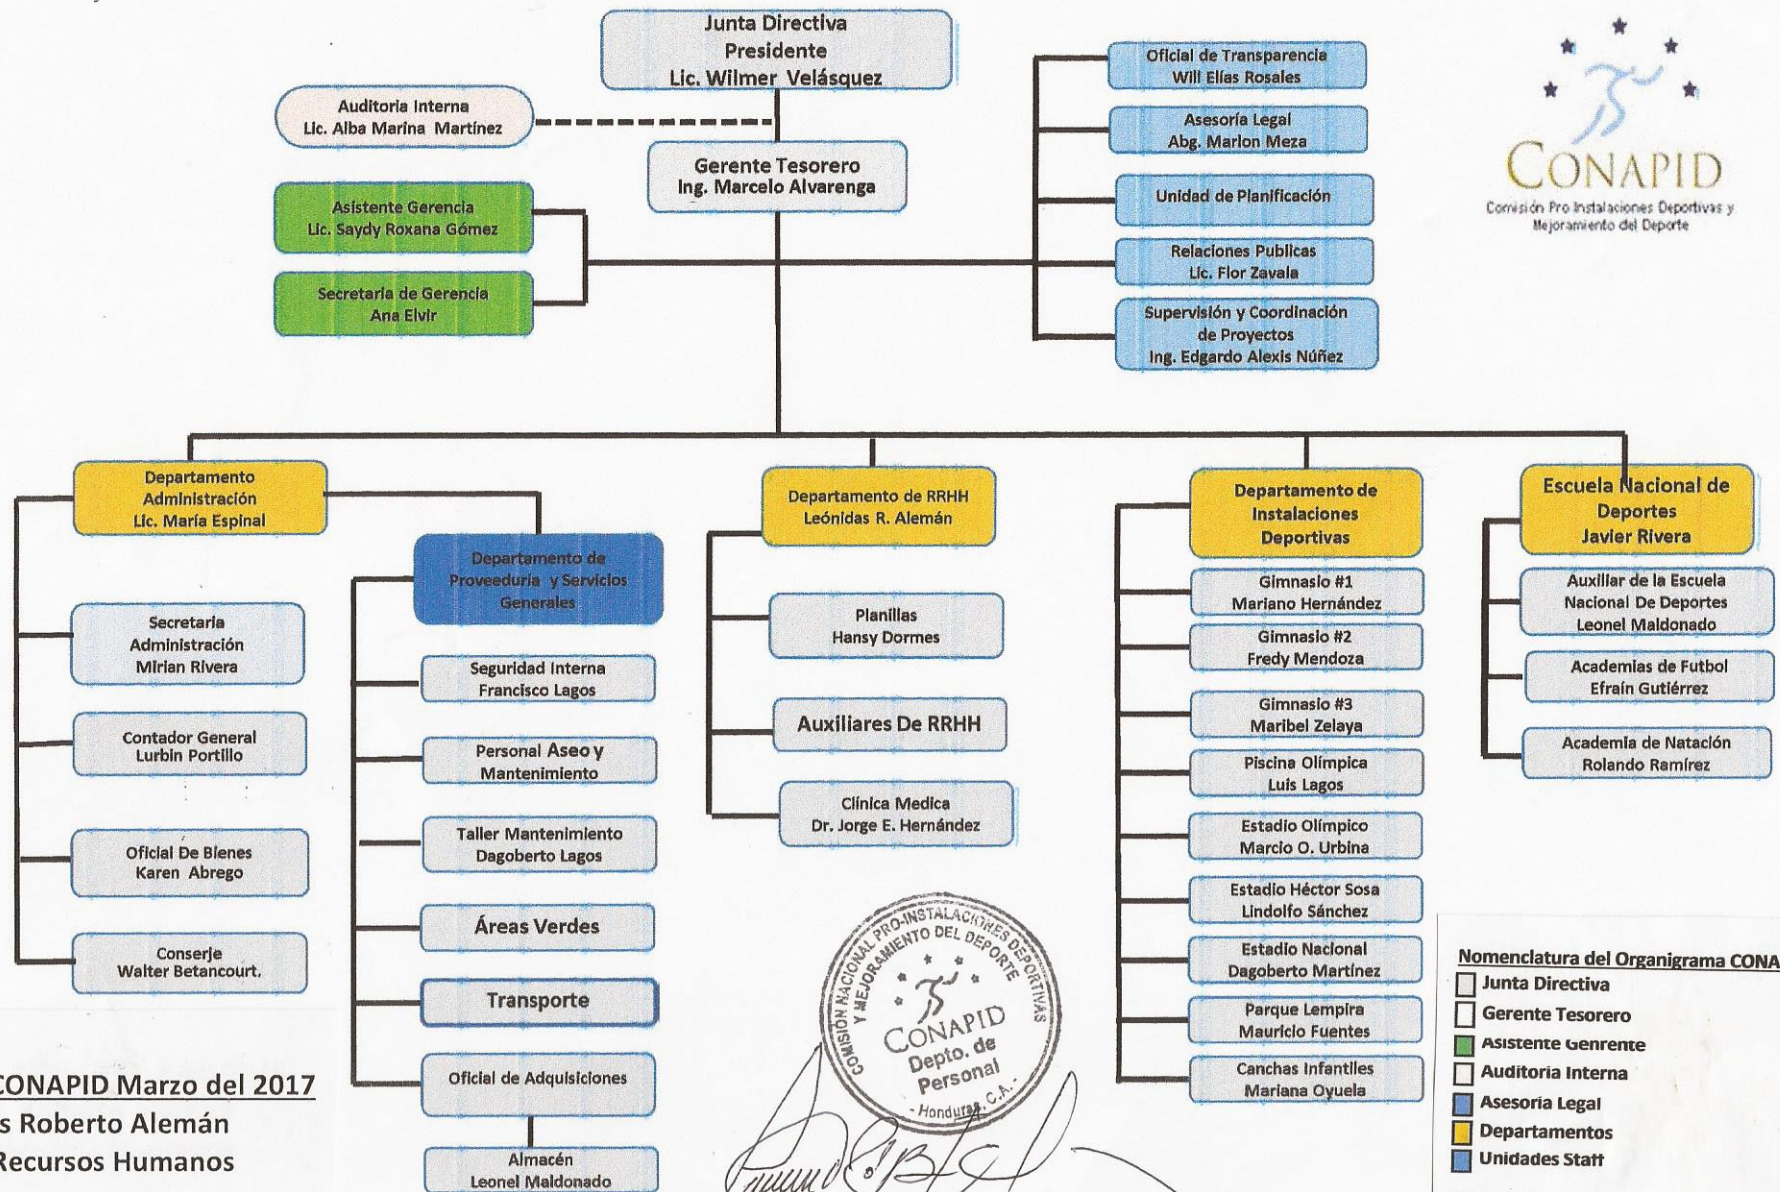 Junta Directiva
Presidente
Lic. Wilmer Velásquez
Auditoria Interna
Lic. Alba Marina Martínez
Gerente Tesorero
Ing. Marcelo Alvarenga
Asistente Gerencia
Lic. Saydy Roxana Gómez
Secretaria de Gerencia
Ana Elvir
Oficial de Transparencia
Will Elías Rosales
Asesoría Legal
Abg. Marlon Meza
Unidad de Planificación
Relaciones Publicas
Lic. Flor Zavala
Supervisión y Coordinación
de Proyectos
Ing. Edgardo Alexis Núñez
CONAPID
Comisión Pro Instalaciones Deportivas y
Mejoramiento del Deporte
Departamento
Administración
Lic. María Espinal
Secretaria
Administración
Mirian Rivera
Contador General
Lurbin Portillo
Oficial De Bienes
Karen Abrego
Conserje
Walter Betancourt.
Departamento de
Proveeduría y Servicios
Generales
Seguridad Interna
Francisco Lagos
Personal Aseo y
Mantenimiento
Taller Mantenimiento
Dagoberto Lagos
Áreas Verdes
Transporte
Oficial de Adquisiciones
Almacén
Leonel Maldonado
Departamento de RRHH
Leónidas R. Alemán
Planillas
Hansy Dormes
Auxiliares De RRHH
Clínica Medica
Dr. Jorge E. Hernández
Departamento de
Instalaciones
Deportivas
Gimnasio #1
Mariano Hernández
Gimnasio #2
Fredy Mendoza
Gimnasio #3
Maribel Zelaya
Piscina Olímpica
Luis Lagos
Estadio Olímpico
Marcio O. Urbina
Estadio Héctor Sosa
Lindolfo Sánchez
Estadio Nacional
Dagoberto Martínez
Parque Lempira
Mauricio Fuentes
Canchas Infantiles
Mariana Oyuela
Escuela Nacional de
Deportes
Javier Rivera
Auxiliar de la Escuela
Nacional De Deportes
Leonel Maldonado
Academias de Futbol
Efraín Gutiérrez
Academia de Natación
Rolando Ramírez
COMISIÓN NACIONAL PRO-INSTALACIONES DEPORTIVAS
Y MEJORAMIENTO DEL DEPORTE
CONAPID
Depto. de
Personal
- Honduras, C.A. -
CONAPID Marzo del 2017
s Roberto Alemán
Recursos Humanos
Nomenclatura del Organigrama CONA
Junta Directiva
Gerente Tesorero
Asistente Genrente
Auditoria Interna
Asesoria Legal
Departamentos
Unidades Staff